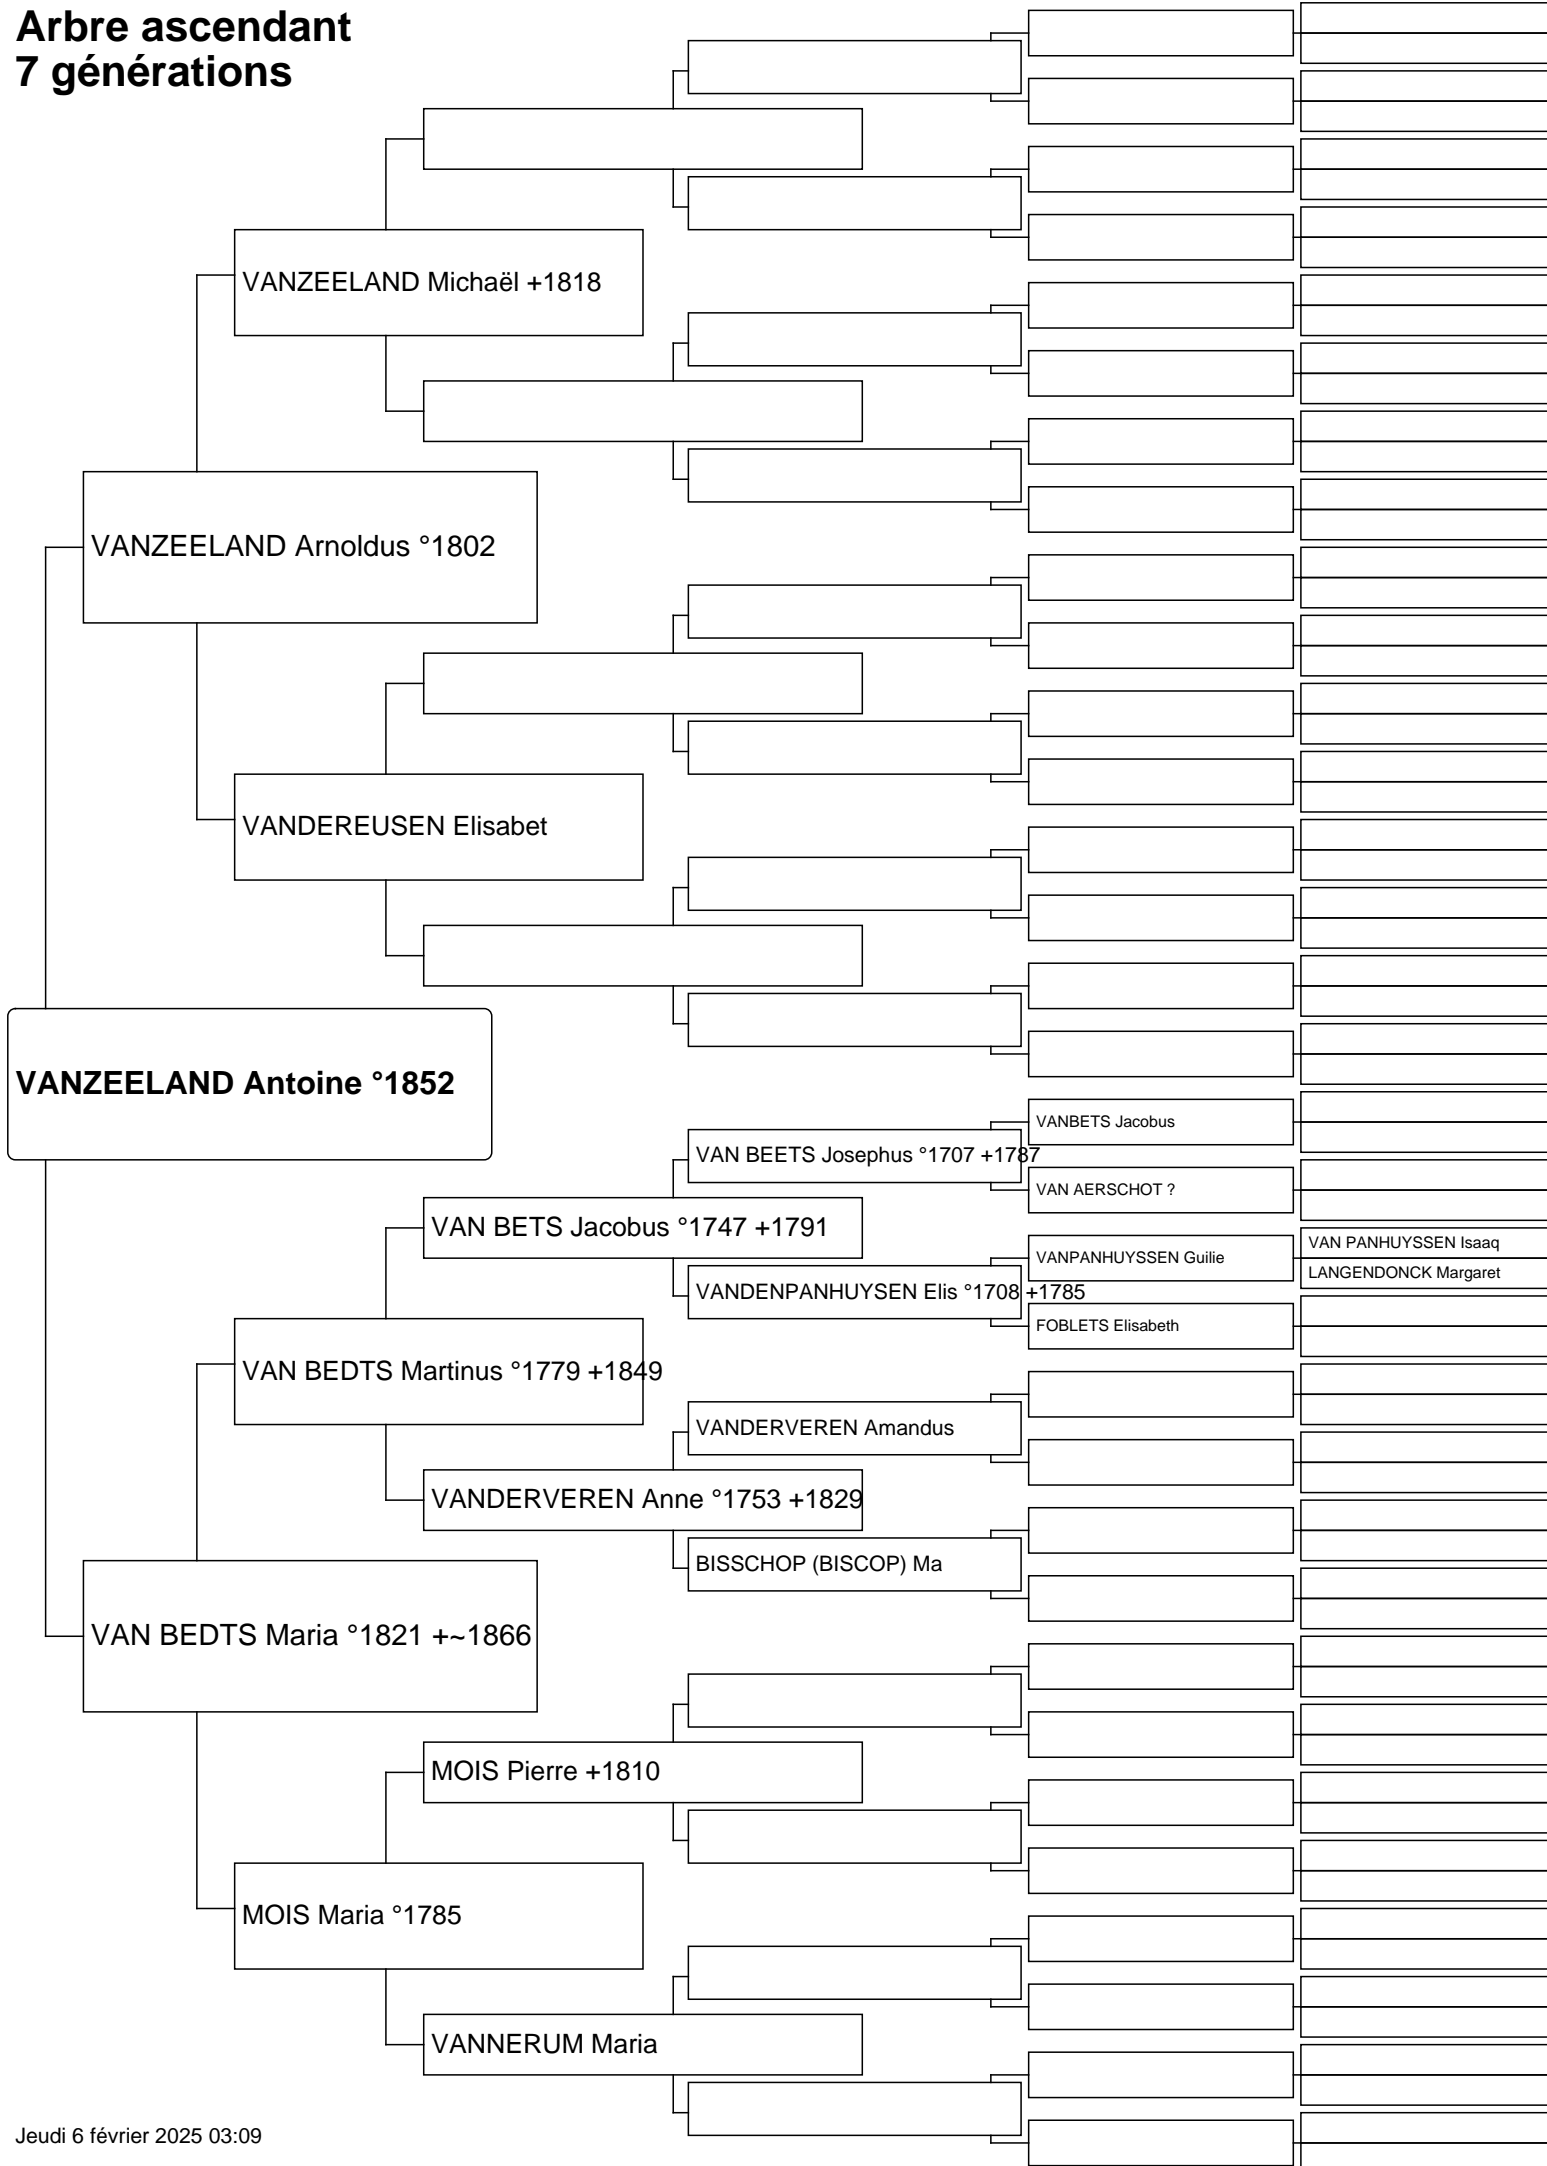 Arbre ascendant
7 générations
VANZEELAND Michaël +1818
VANZEELAND Arnoldus °1802
VANDEREUSEN Elisabet
VANZEELAND Antoine °1852
VANBETS Jacobus
VAN BEETS Josephus °1707 +1787
VAN AERSCHOT ?
VAN BETS Jacobus °1747 +1791
VANPANHUYSSEN Guilie
VAN PANHUYSSEN Isaaq
LANGENDONCK Margaret
VANDENPANHUYSEN Elis °1708 +1785
FOBLETS Elisabeth
VAN BEDTS Martinus °1779 +1849
VANDERVEREN Amandus
VANDERVEREN Anne °1753 +1829
BISSCHOP (BISCOP) Ma
VAN BEDTS Maria °1821 +~1866
MOIS Pierre +1810
MOIS Maria °1785
VANNERUM Maria
Jeudi 6 février 2025 03:09